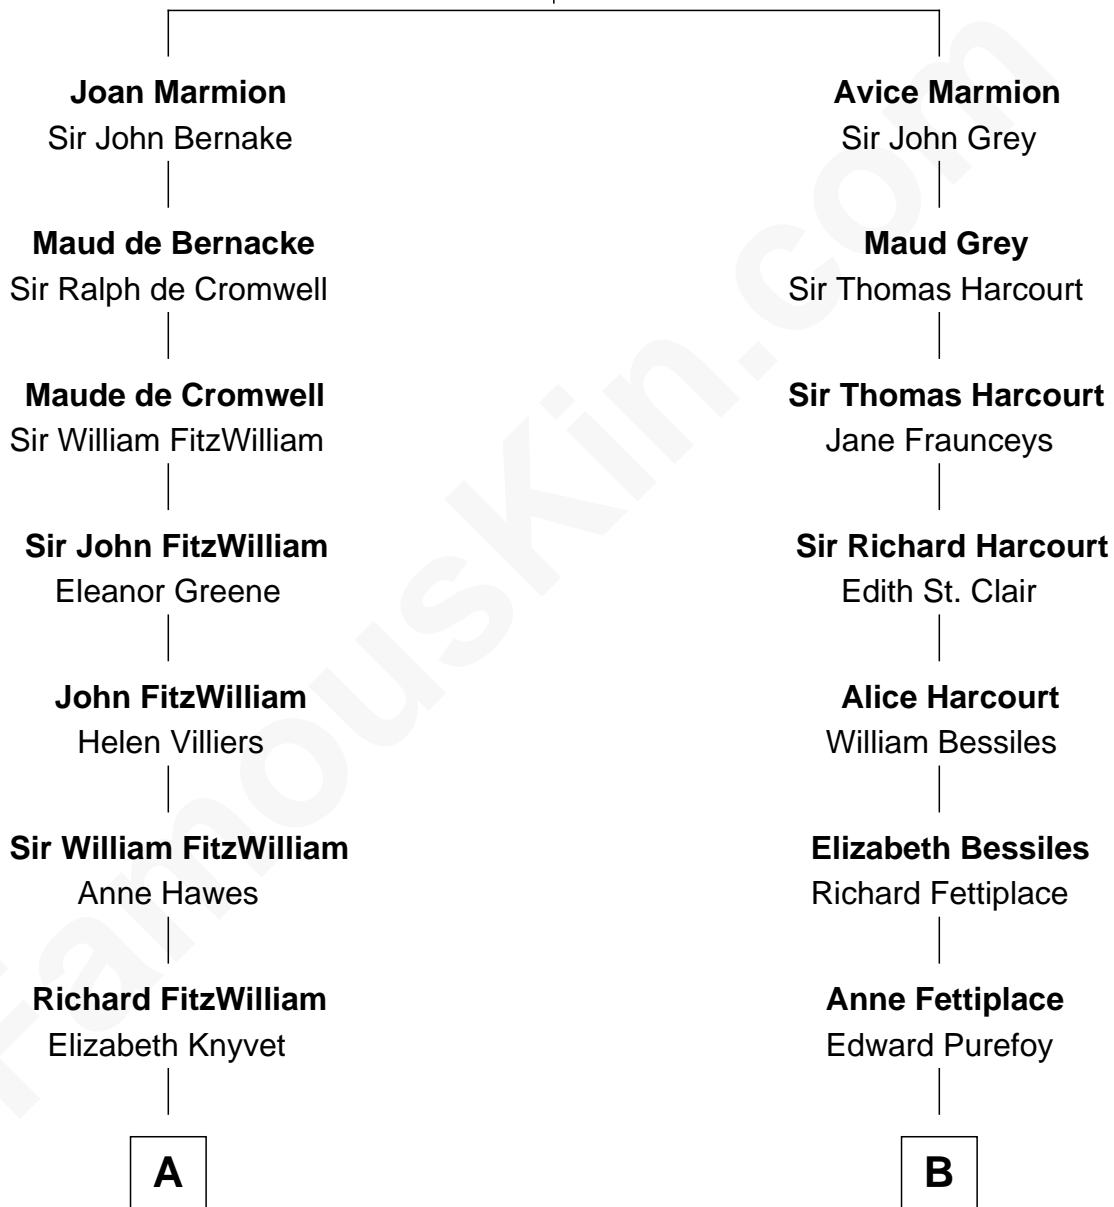 Joan Marmion
Sir John Bernake
Maud de Bernacke
Sir Ralph de Cromwell
Maude de Cromwell
Sir William FitzWilliam
Sir John FitzWilliam
Eleanor Greene
John FitzWilliam
Helen Villiers
Sir William FitzWilliam
Anne Hawes
Richard FitzWilliam
Elizabeth Knyvet
A
Avice Marmion
Sir John Grey
Maud Grey
Sir Thomas Harcourt
Sir Thomas Harcourt
Jane Fraunceys
Sir Richard Harcourt
Edith St. Clair
Alice Harcourt
William Bessiles
Elizabeth Bessiles
Richard Fettiplace
Anne Fettiplace
Edward Purefoy
B
FamousKin.com